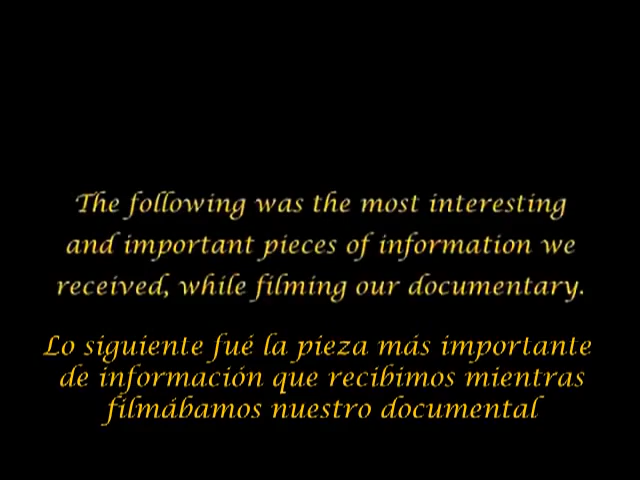 The following was the most interesting
and important pieces of information we
received, while filming our documentary.
Lo siguiente fué la pieza más importante
de información que recibimos mientras
filmábamos nuestro documental